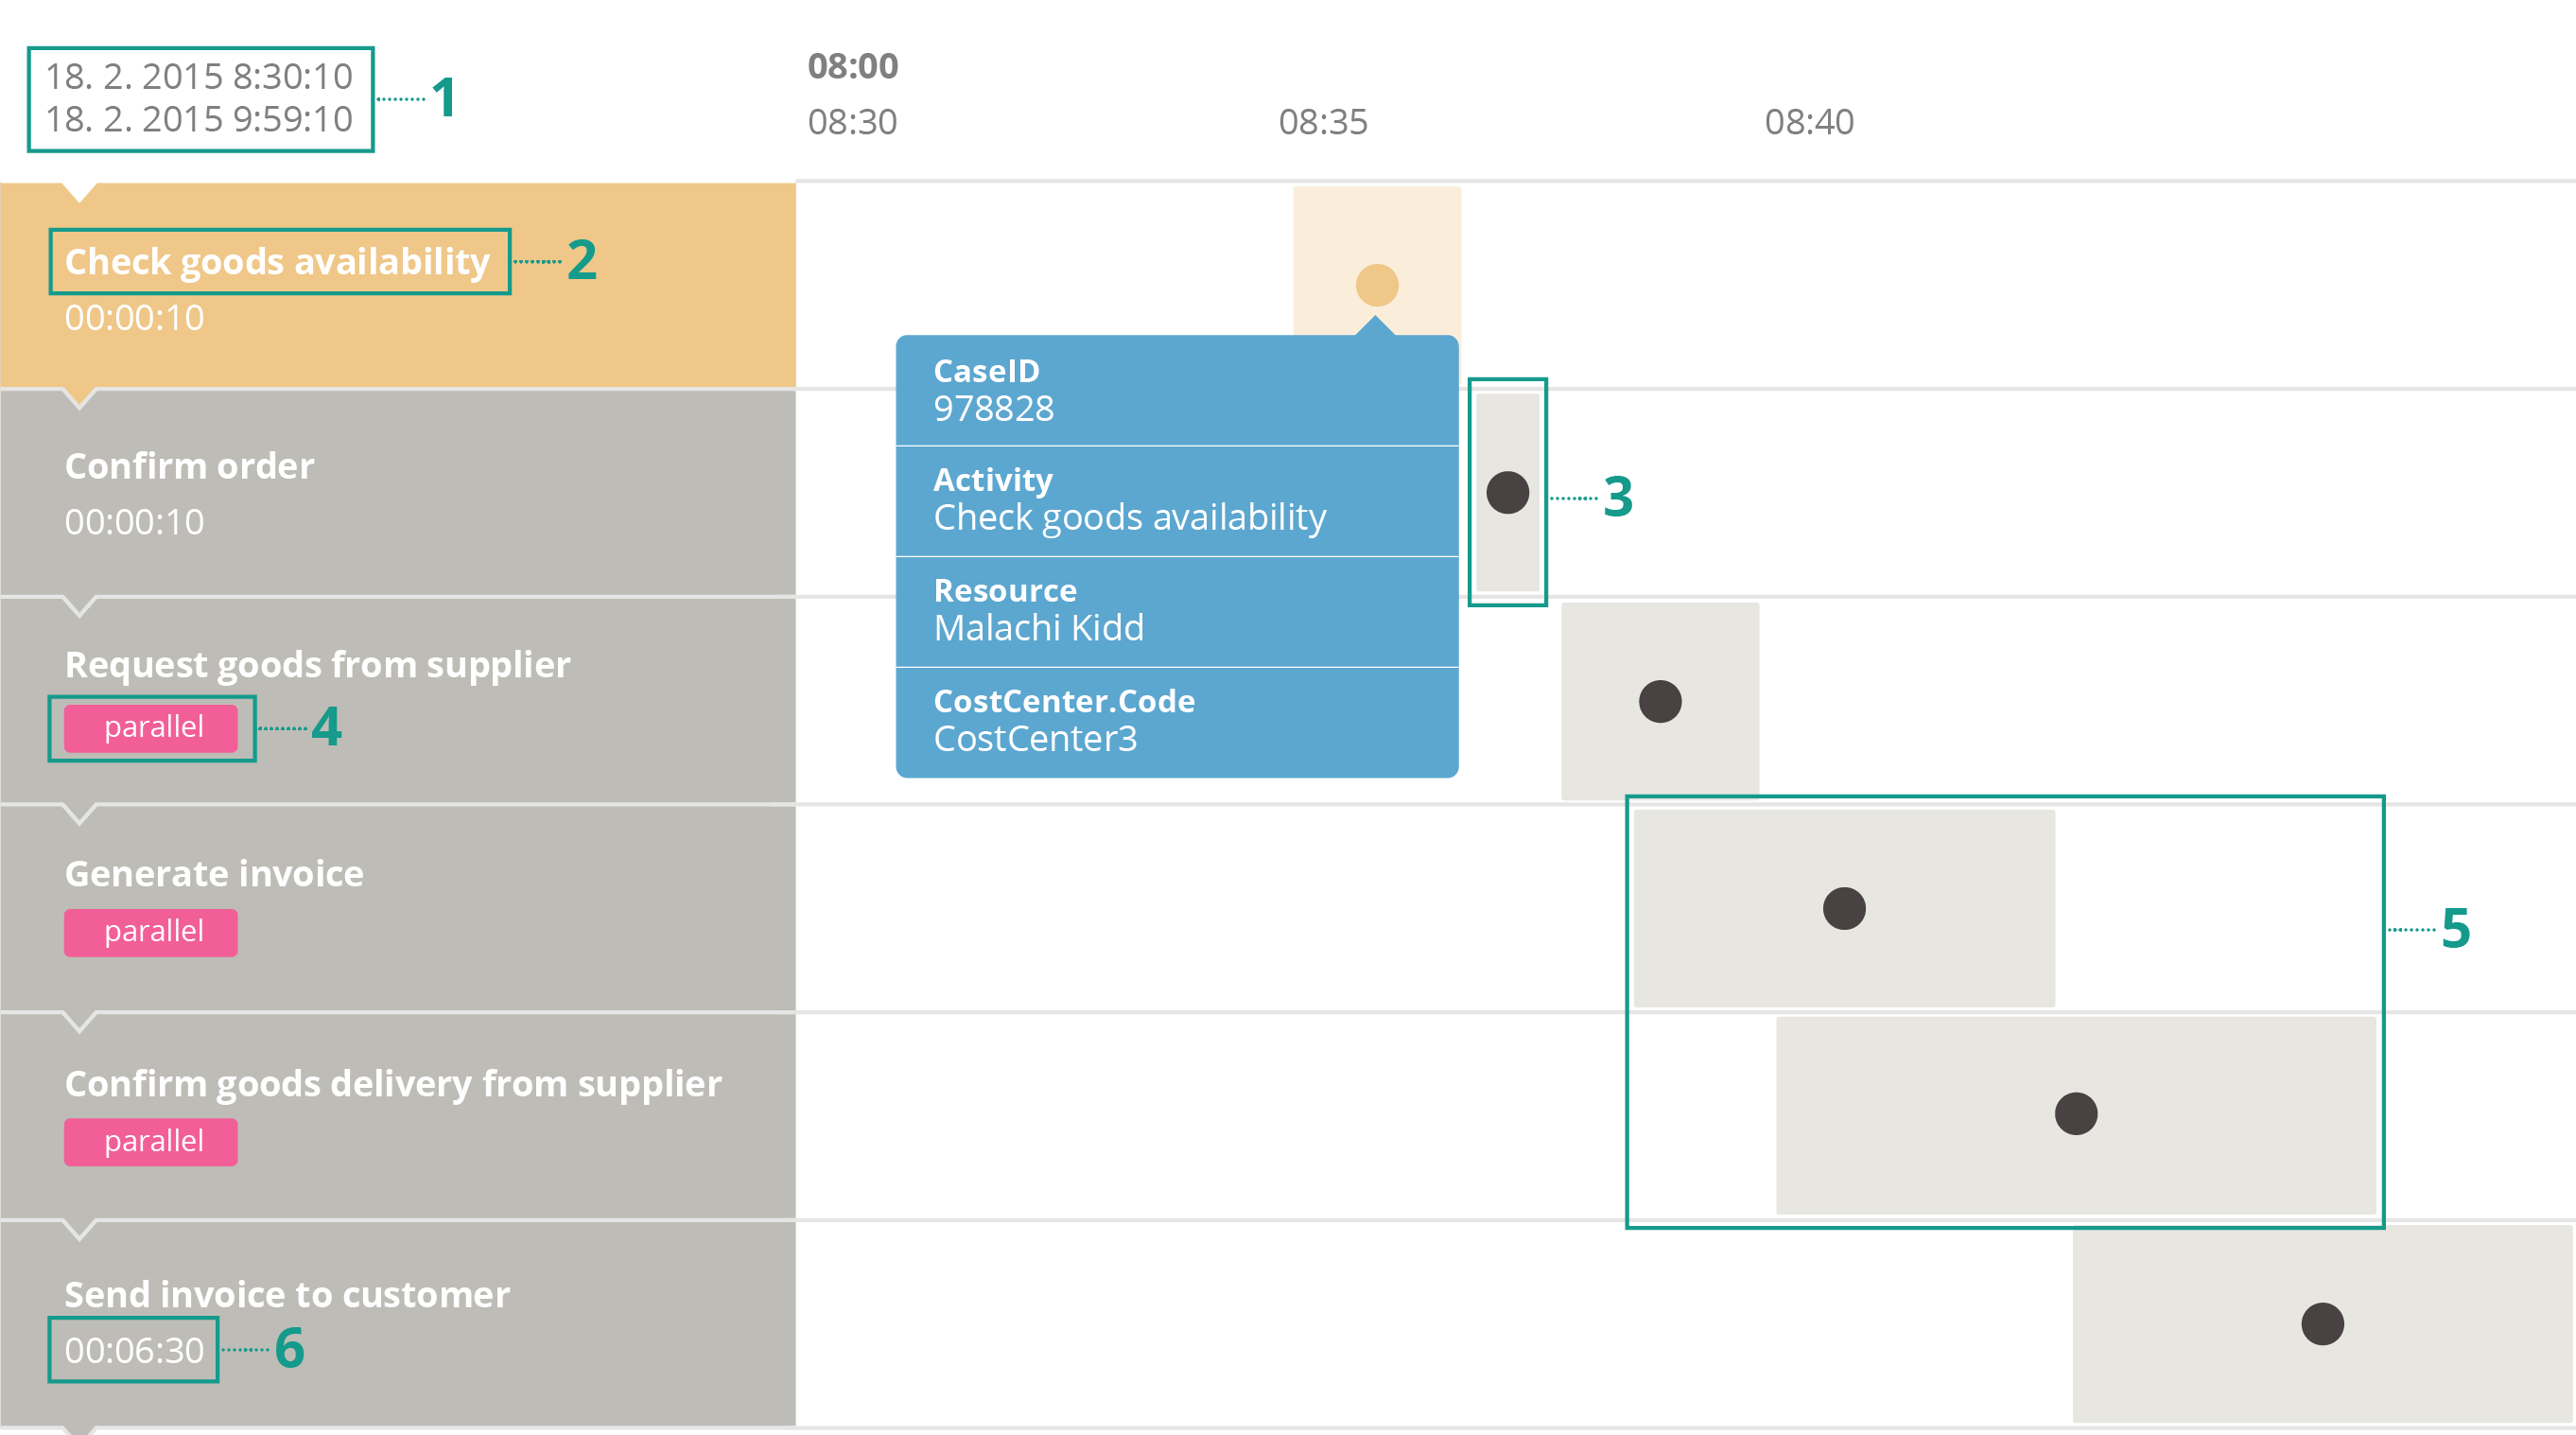 18. 2. 2015 8:30:10
18. 2. 2015 9:59:10
1
08:00
08:30
08:35
08:40
Check goods availability
2
00:00:10
CaseID
978828
Activity
Check goods availability
Resource
Malachi Kidd
CostCenter.Code
CostCenter3
Confirm order
00:00:10
3
Request goods from supplier
parallel
4
Generate invoice
parallel
5
Confirm goods delivery from supplier
parallel
Send invoice to customer
00:06:30
6